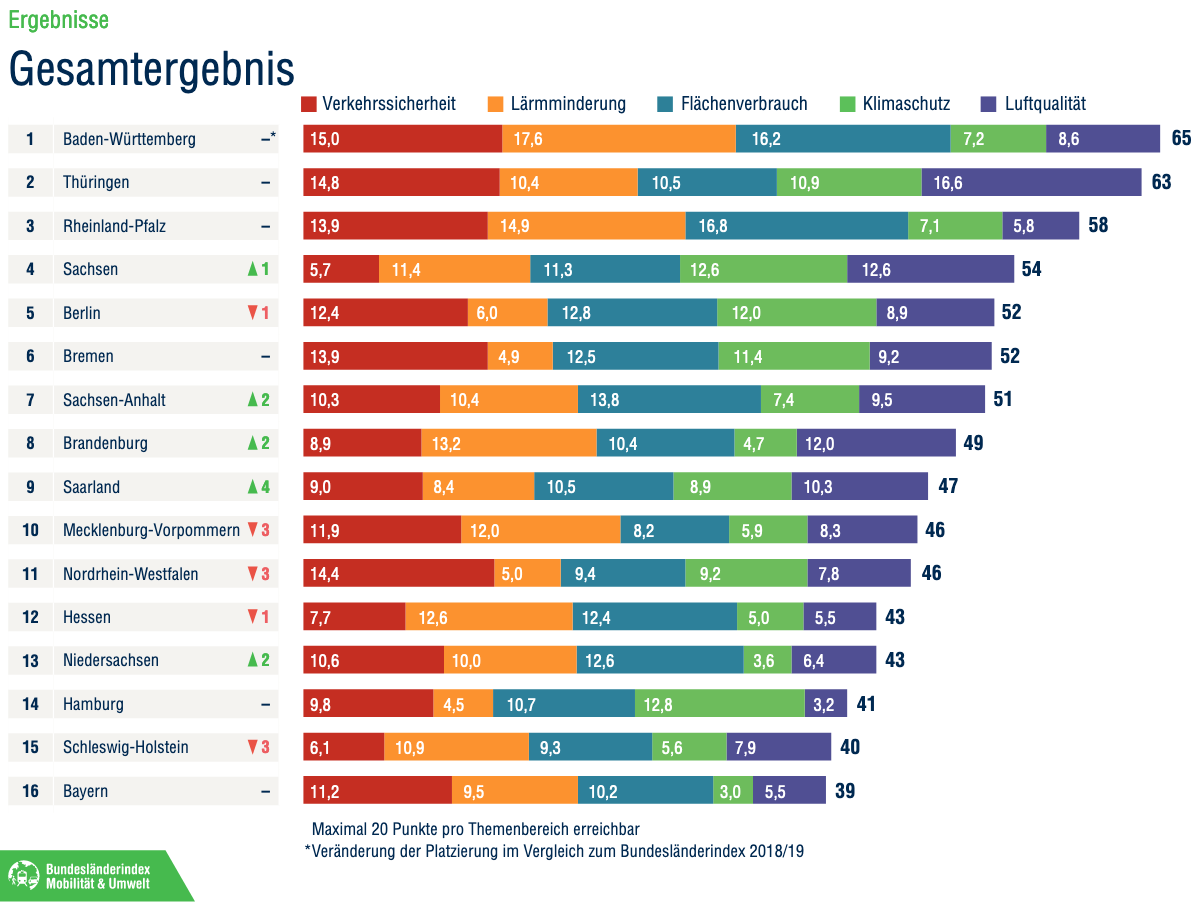 Ergebnisse
Gesamtergebnis
Verkehrssicherheit Lärmminderung Flächenverbrauch Klimaschutz Luftqualität
1 Baden-Württemberg –* 15,0 17,6 16,2 7,2 8,6 65
2 Thüringen – 14,8 10,4 10,5 10,9 16,6 63
3 Rheinland-Pfalz – 13,9 14,9 16,8 7,1 5,8 58
4 Sachsen ▲1 5,7 11,4 11,3 12,6 12,6 54
5 Berlin ▼1 12,4 6,0 12,8 12,0 8,9 52
6 Bremen – 13,9 4,9 12,5 11,4 9,2 52
7 Sachsen-Anhalt ▲2 10,3 10,4 13,8 7,4 9,5 51
8 Brandenburg ▲2 8,9 13,2 10,4 4,7 12,0 49
9 Saarland ▲4 9,0 8,4 10,5 8,9 10,3 47
10 Mecklenburg-Vorpommern ▼3 11,9 12,0 8,2 5,9 8,3 46
11 Nordrhein-Westfalen ▼3 14,4 5,0 9,4 9,2 7,8 46
12 Hessen ▼1 7,7 12,6 12,4 5,0 5,5 43
13 Niedersachsen ▲2 10,6 10,0 12,6 3,6 6,4 43
14 Hamburg – 9,8 4,5 10,7 12,8 3,2 41
15 Schleswig-Holstein ▼3 6,1 10,9 9,3 5,6 7,9 40
16 Bayern – 11,2 9,5 10,2 3,0 5,5 39
Maximal 20 Punkte pro Themenbereich erreichbar
*Veränderung der Platzierung im Vergleich zum Bundesländerindex 2018/19
Bundesländerindex
Mobilität & Umwelt